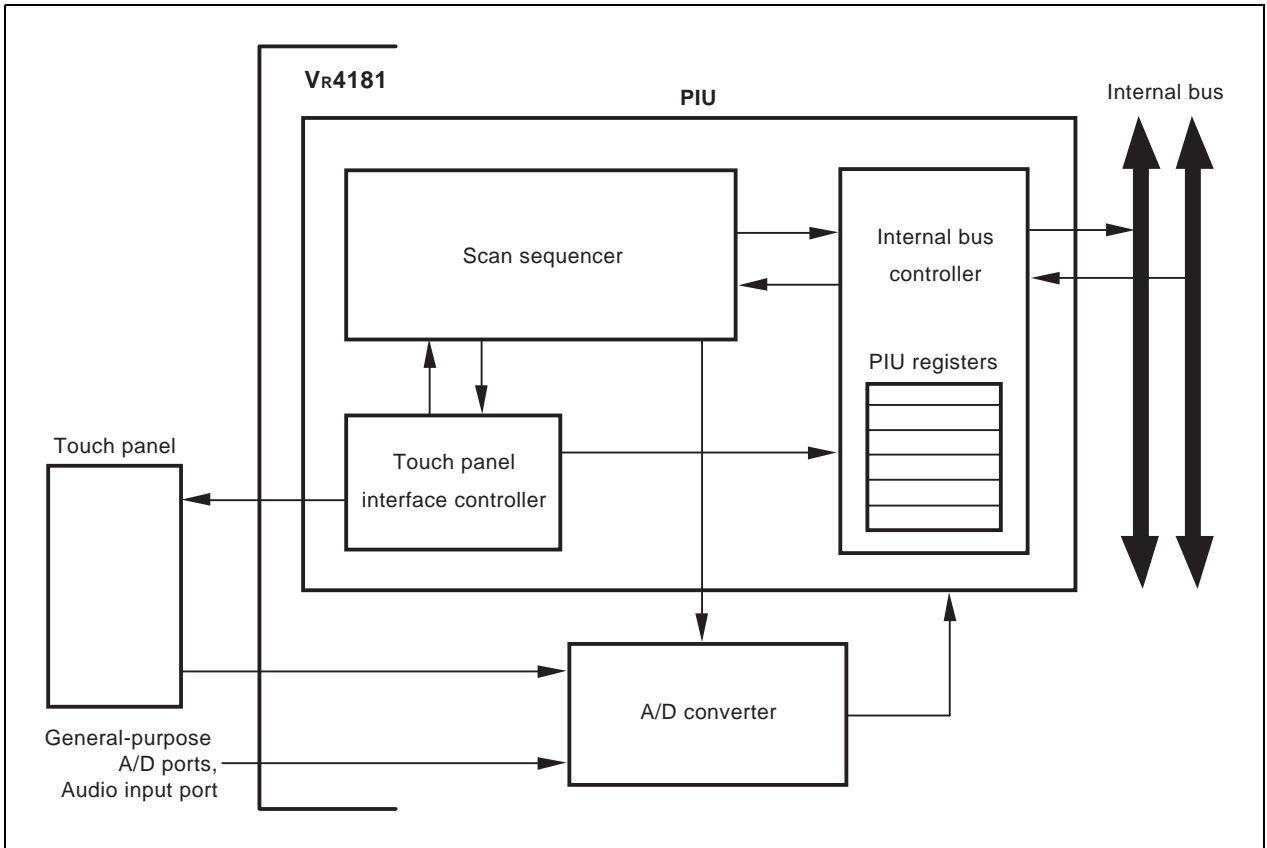 VR4181
PIU
Internal bus
Scan sequencer
Internal bus
controller
PIU registers
Touch panel
Touch panel
interface controller
A/D converter
General-purpose
A/D ports,
Audio input port